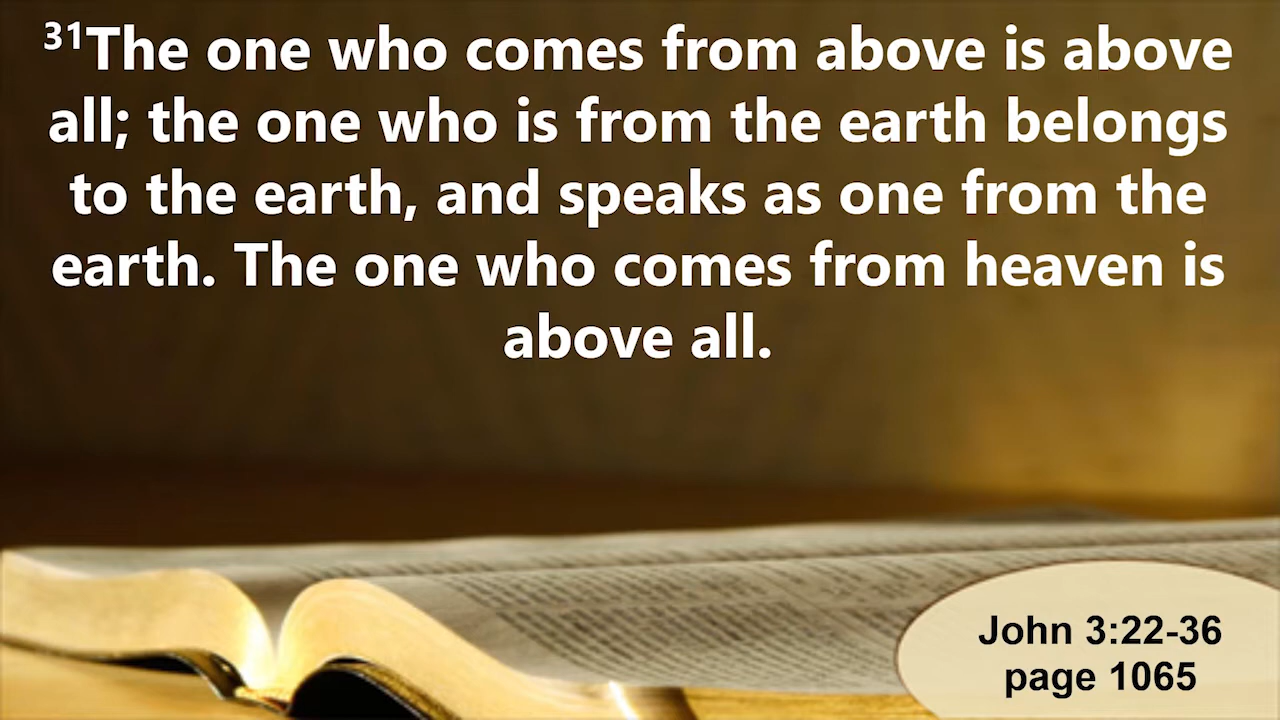 ³¹The one who comes from above is above
all; the one who is from the earth belongs
to the earth, and speaks as one from the
earth. The one who comes from heaven is
above all.
John 3:22-36
page 1065